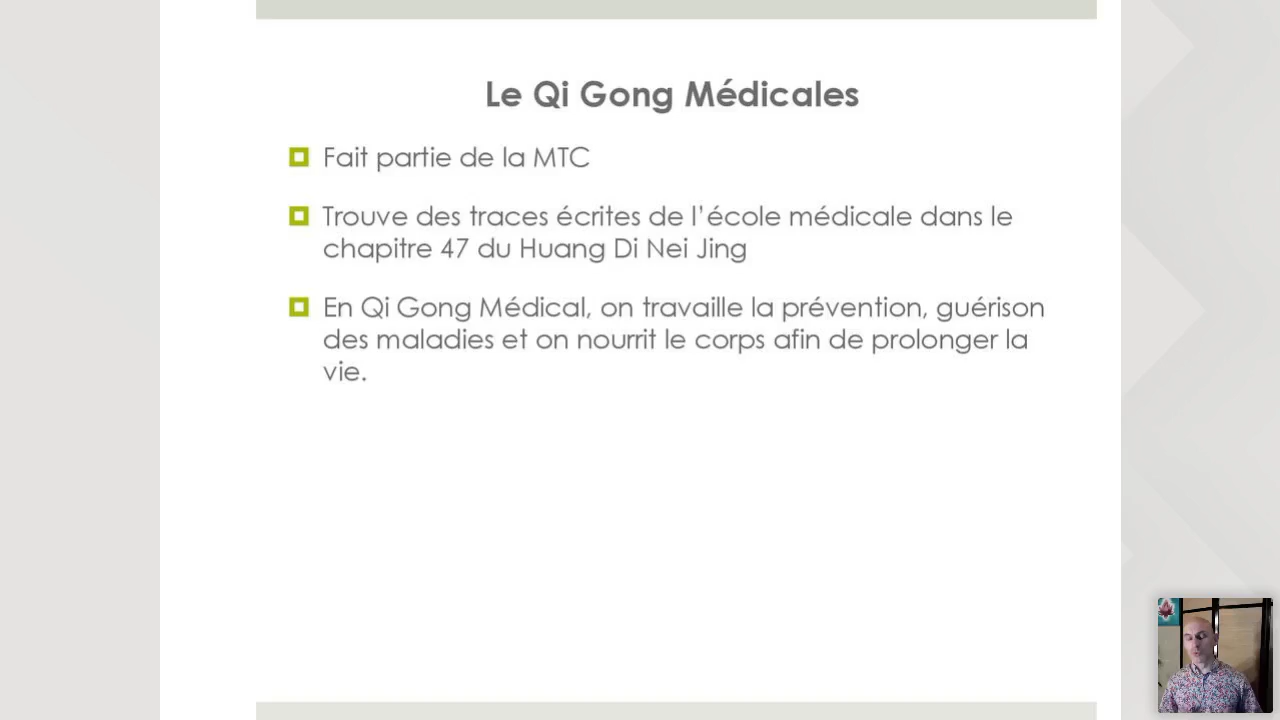 Le Qi Gong Médicales
Fait partie de la MTC
Trouve des traces écrites de l'école médicale dans le
chapitre 47 du Huang Di Nei Jing
En Qi Gong Médical, on travaille la prévention, guérison
des maladies et on nourrit le corps afin de prolonger la
vie.